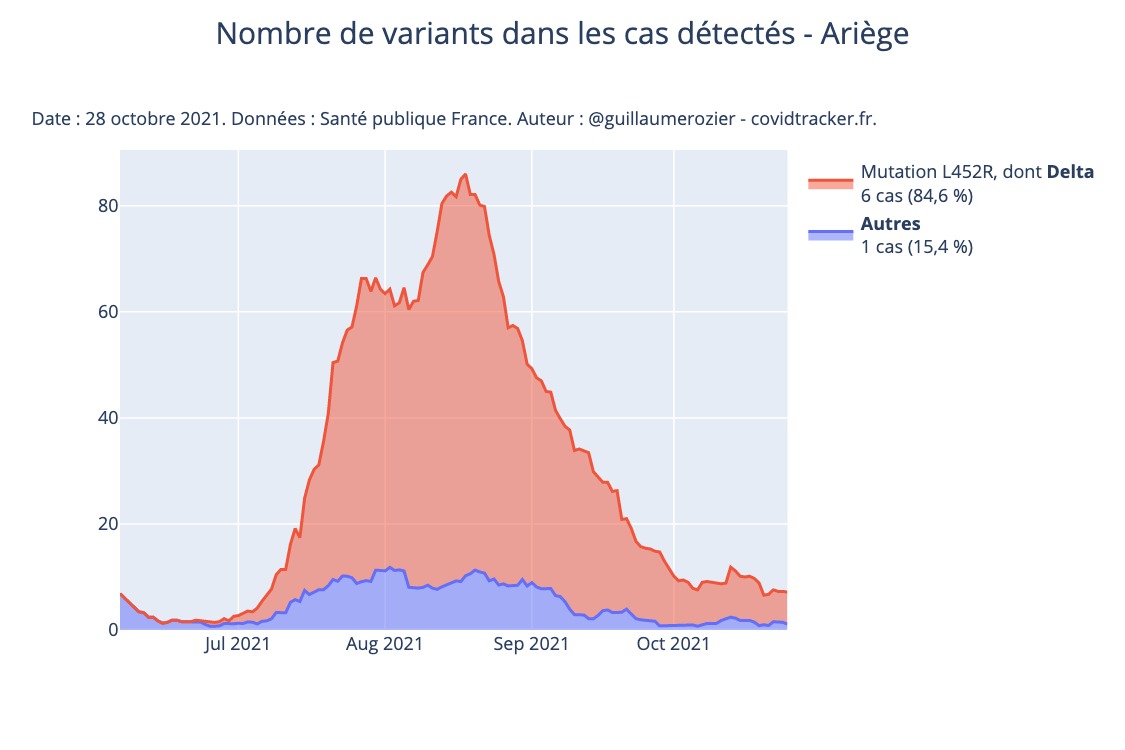 Nombre de variants dans les cas détectés - Ariège
Date : 28 octobre 2021. Données : Santé publique France. Auteur : @guillaumerozier - covidtracker.fr.
Mutation L452R, dont Delta
6 cas (84,6 %)
Autres
1 cas (15,4 %)
80
60
40
20
0
Jul 2021
Aug 2021
Sep 2021
Oct 2021